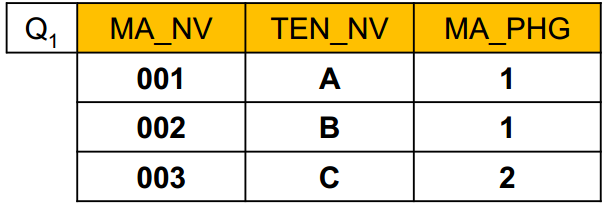 Q1 MA_NV TEN_NV MA_PHG
001 A 1
002 B 1
003 C 2